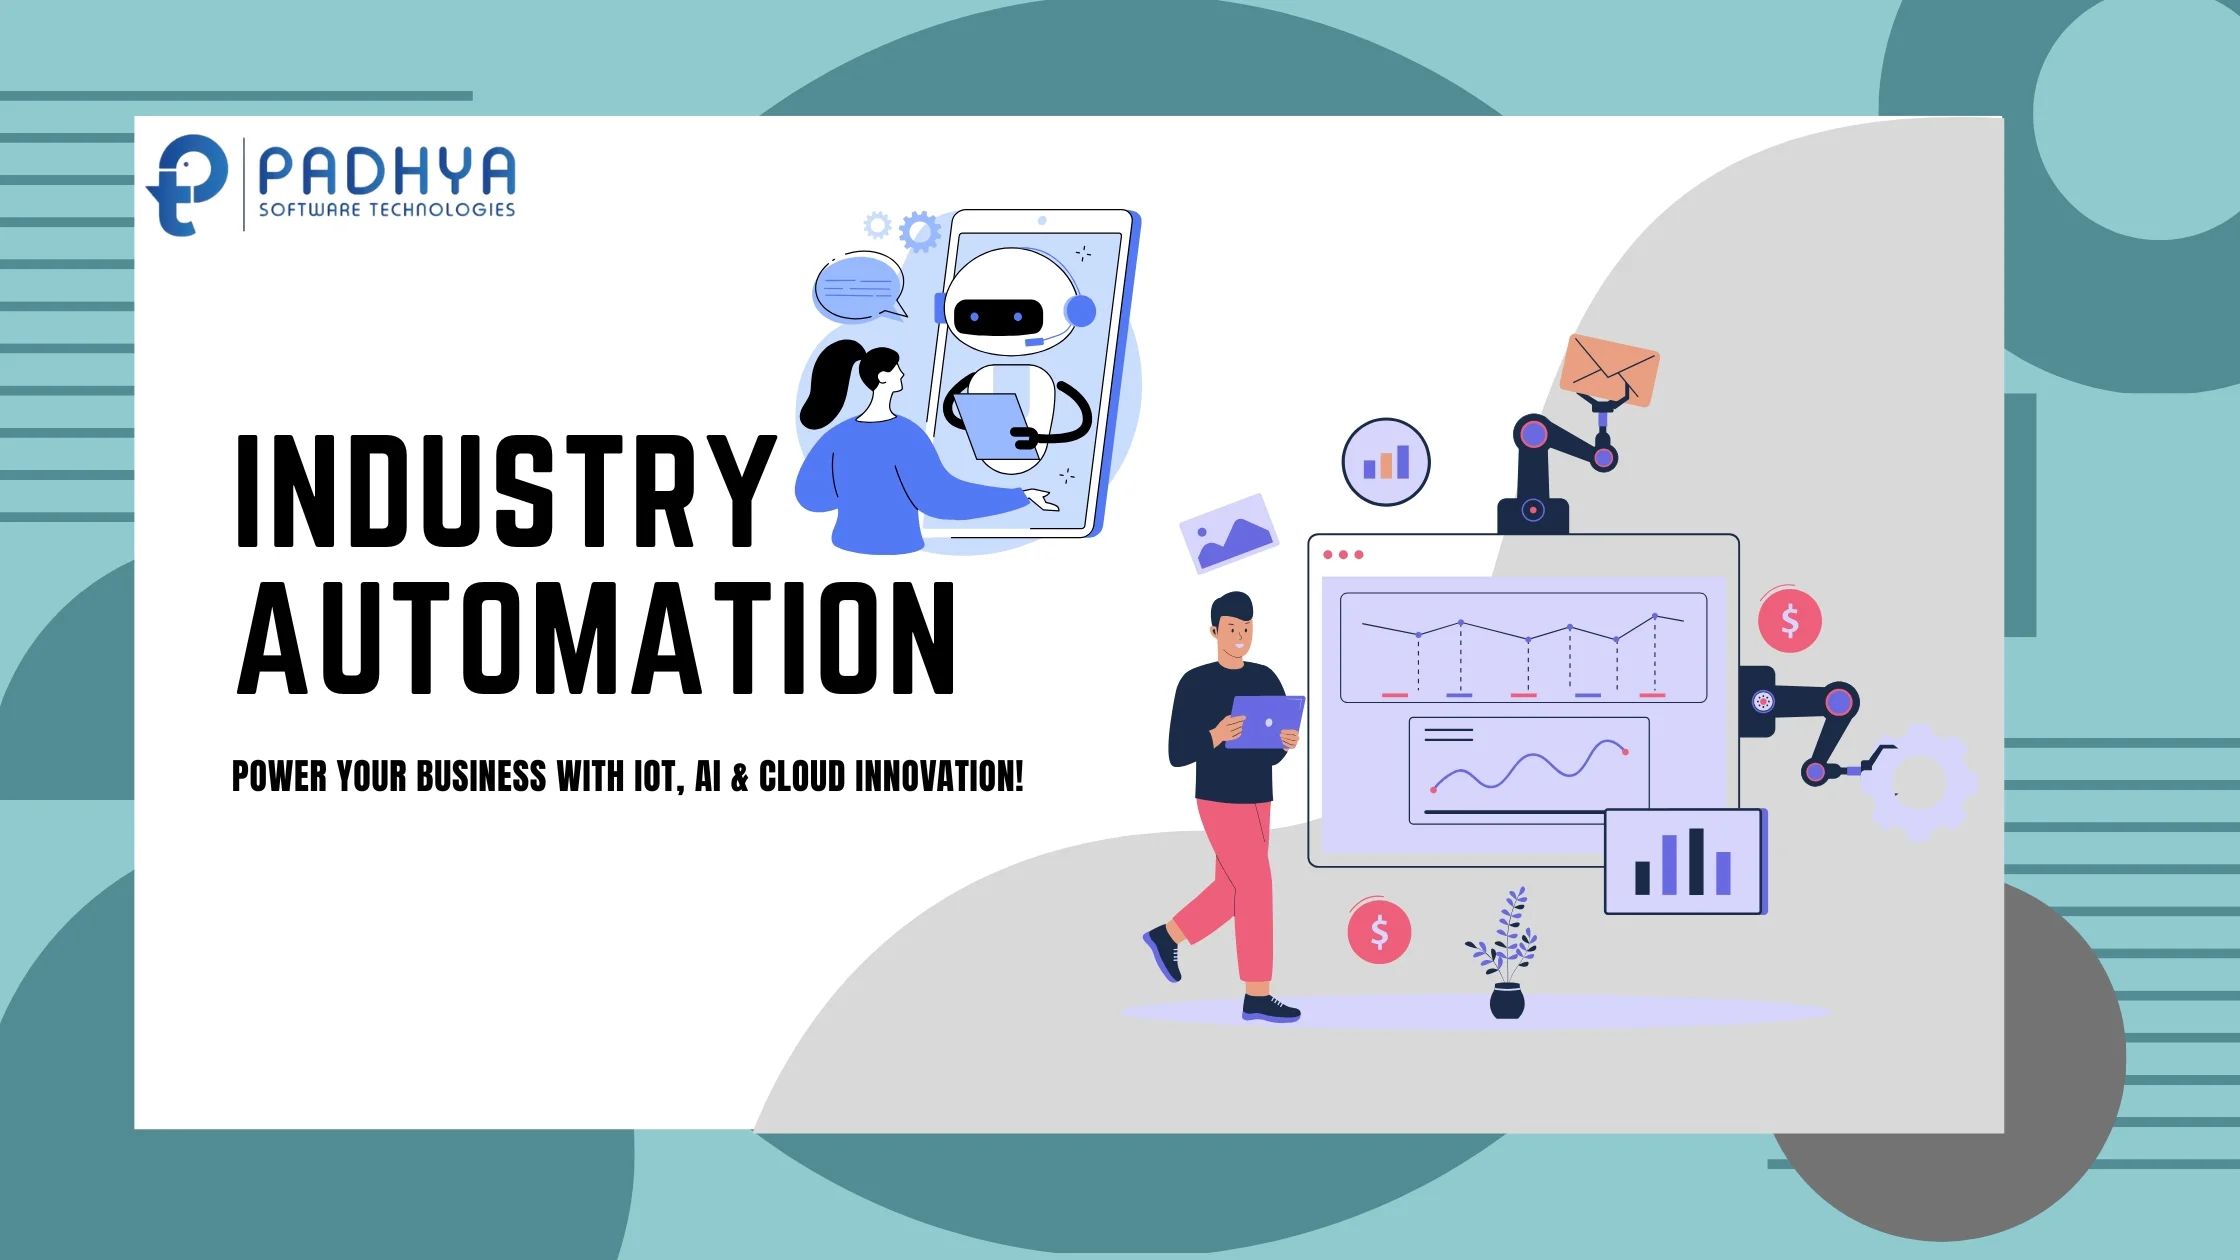 PADHYA
SOFTWARE TECHNOLOGIES
INDUSTRY
AUTOMATION
POWER YOUR BUSINESS WITH IOT, AI & CLOUD INNOVATION!
$
$